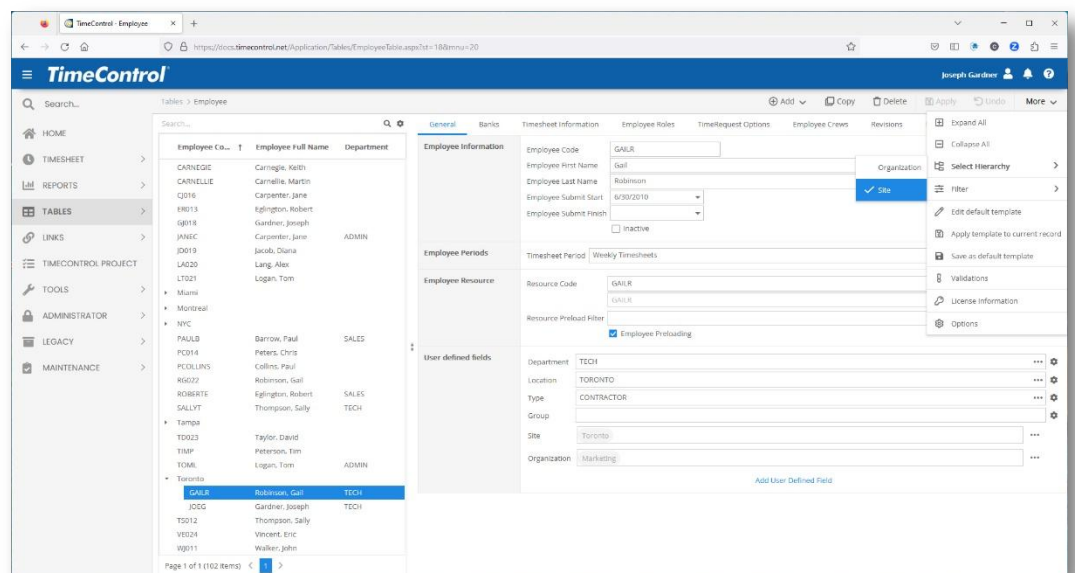 TimeControl - Employee
https://docs.timecontrol.net/Application/Tables/EmployeeTable.aspx?st=18&mnu=20
TimeControl
Joseph Gardner
Search...
HOME
TIMESHEET
REPORTS
TABLES
LINKS
TIMECONTROL PROJECT
TOOLS
ADMINISTRATOR
LEGACY
MAINTENANCE
Tables > Employee
Add Copy Delete Apply Undo More
Search...
Employee Co... ↑ Employee Full Name Department
CARNEGIE Carnegie, Keith
CARNELLIE Carnellie, Martin
CJ016 Carpenter, Jane
ER013 Eglington, Robert
GJ018 Gardner, Joseph
JANEC Carpenter, Jane ADMIN
JD019 Jacob, Diana
LA020 Lang, Alex
LT021 Logan, Tom
Miami
Montreal
NYC
PAULB Barrow, Paul SALES
PC014 Peters, Chris
PCOLLINS Collins, Paul
RG022 Robinson, Gail
ROBERTE Eglington, Robert SALES
SALLYT Thompson, Sally TECH
Tampa
TD023 Taylor, David
TIMP Peterson, Tim
TOML Logan, Tom ADMIN
Toronto
GAILR Robinson, Gail TECH
JOEG Gardner, Joseph TECH
TS012 Thompson, Sally
VE024 Vincent, Eric
WJ011 Walker, John
Page 1 of 1 (102 items) < 1 >
General Banks Timesheet Information Employee Roles TimeRequest Options Employee Crews Revisions
Employee Information
Employee Code GAILR
Employee First Name Gail
Employee Last Name Robinson
Employee Submit Start 6/30/2010
Employee Submit Finish
Inactive
Employee Periods
Timesheet Period Weekly Timesheets
Employee Resource
Resource Code GAILR
GAILR
Resource Preload Filter
Employee Preloading
User defined fields
Department TECH
Location TORONTO
Type CONTRACTOR
Group
Site Toronto
Organization Marketing
Add User Defined Field
Organization
Site
Expand All
Collapse All
Select Hierarchy
Filter
Edit default template
Apply template to current record
Save as default template
Validations
License Information
Options